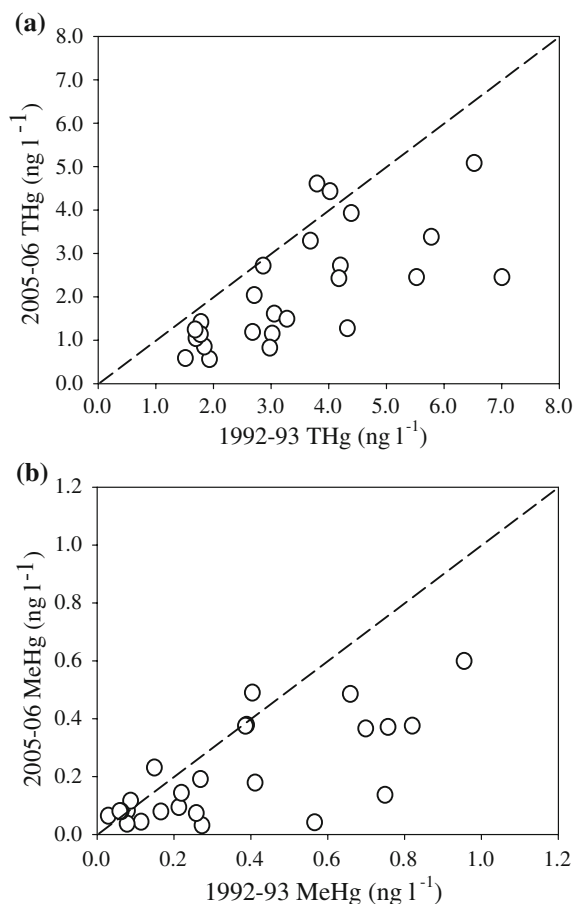 (a)
8.0
7.0
6.0
5.0
4.0
3.0
2.0
1.0
0.0
2005-06 THg (ng l⁻¹)
0.0 1.0 2.0 3.0 4.0 5.0 6.0 7.0 8.0
1992-93 THg (ng l⁻¹)
(b)
1.2
1.0
0.8
0.6
0.4
0.2
0.0
2005-06 MeHg (ng l⁻¹)
0.0 0.2 0.4 0.6 0.8 1.0 1.2
1992-93 MeHg (ng l⁻¹)